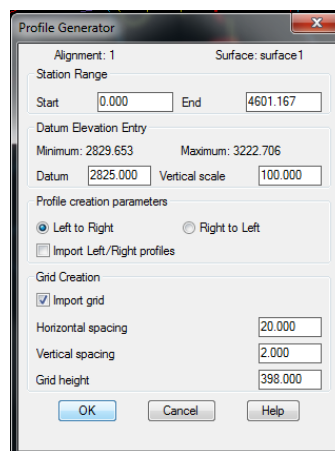 Profile Generator
Alignment: 1 Surface: surface1
Station Range
Start 0.000 End 4601.167
Datum Elevation Entry
Minimum: 2829.653 Maximum: 3222.706
Datum 2825.000 Vertical scale 100.000
Profile creation parameters
Left to Right Right to Left
Import Left/Right profiles
Grid Creation
Import grid
Horizontal spacing 20.000
Vertical spacing 2.000
Grid height 398.000
OK Cancel Help